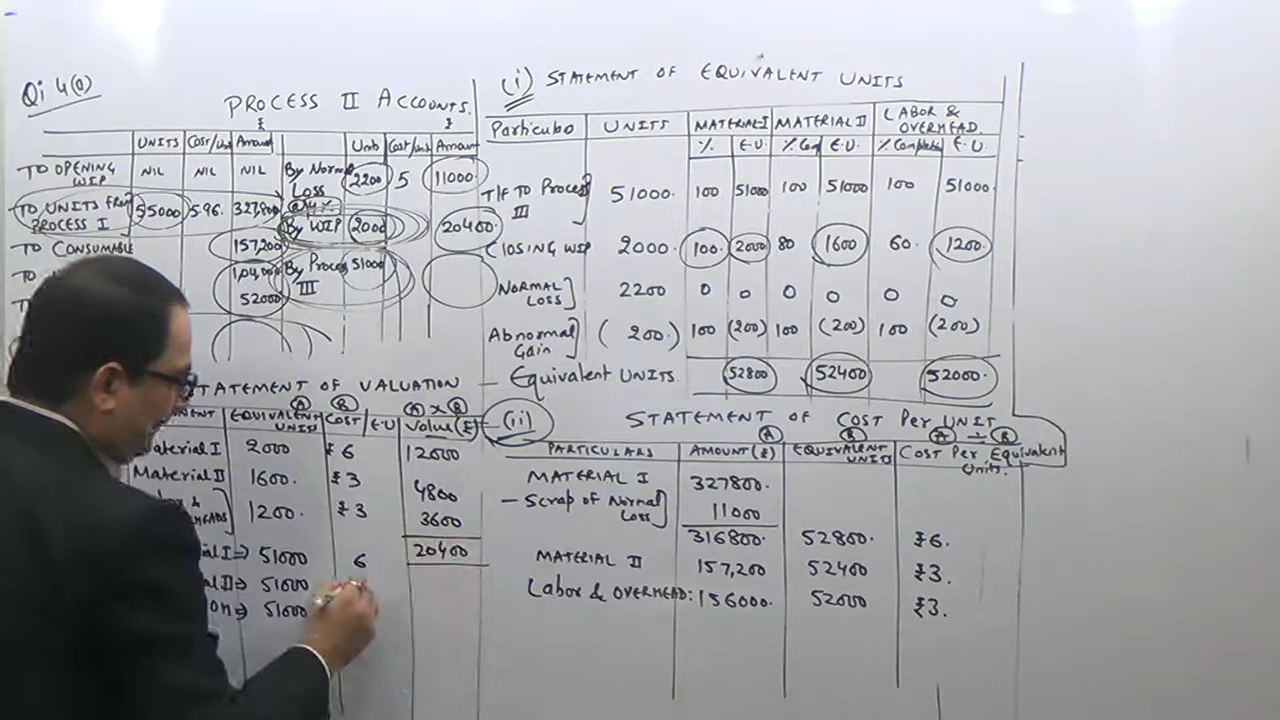 Qi 4(a)
PROCESS II ACCOUNTS.
₹ ₹
UNITS Cost/Unit Amount Units Cost/Unit Amount
TO OPENING WIP NIL NIL NIL By Normal Loss @4% 2200 5 11000
TO UNITS FROM PROCESS I 55000 5.96. 327,800 By WIP 2000 20400
TO CONSUMABLE 157,200
1,04,000 By Process III 51000
52000
(i) STATEMENT OF EQUIVALENT UNITS
Particulars UNITS MATERIAL I MATERIAL II LABOR & OVERHEAD.
% E.U. % Comp E.U. % Complete E.U.
T/F TO Process III 51000 100 51000 100 51000 100 51000
Closing WIP 2000 100 2000 80 1600 60 1200
NORMAL LOSS 2200 0 0 0 0 0 0
Abnormal Gain (200) 100 (200) 100 (200) 100 (200)
Equivalent UNITS. 52800 52400 52000
STATEMENT OF VALUATION
(A) (B) (A) x (B)
EQUIVALENT UNITS COST/E.U Value(₹)
Material I 2000 ₹6 12000
Material II 1600. ₹3 4800
1200. ₹3 3600
20400
I → 51000 6
II → 51000
→ 51000
(ii) STATEMENT OF COST Per UNIT
(A) (B) (A) ÷ (B)
PARTICULARS AMOUNT (₹) EQUIVALENT UNITS COST Per Equivalent Units.
MATERIAL I 327800.
— Scrap of Normal Loss 11000
316800. 52800. ₹6.
MATERIAL II 157,200 52400 ₹3.
Labor & OVERHEAD: 156000. 52000 ₹3.